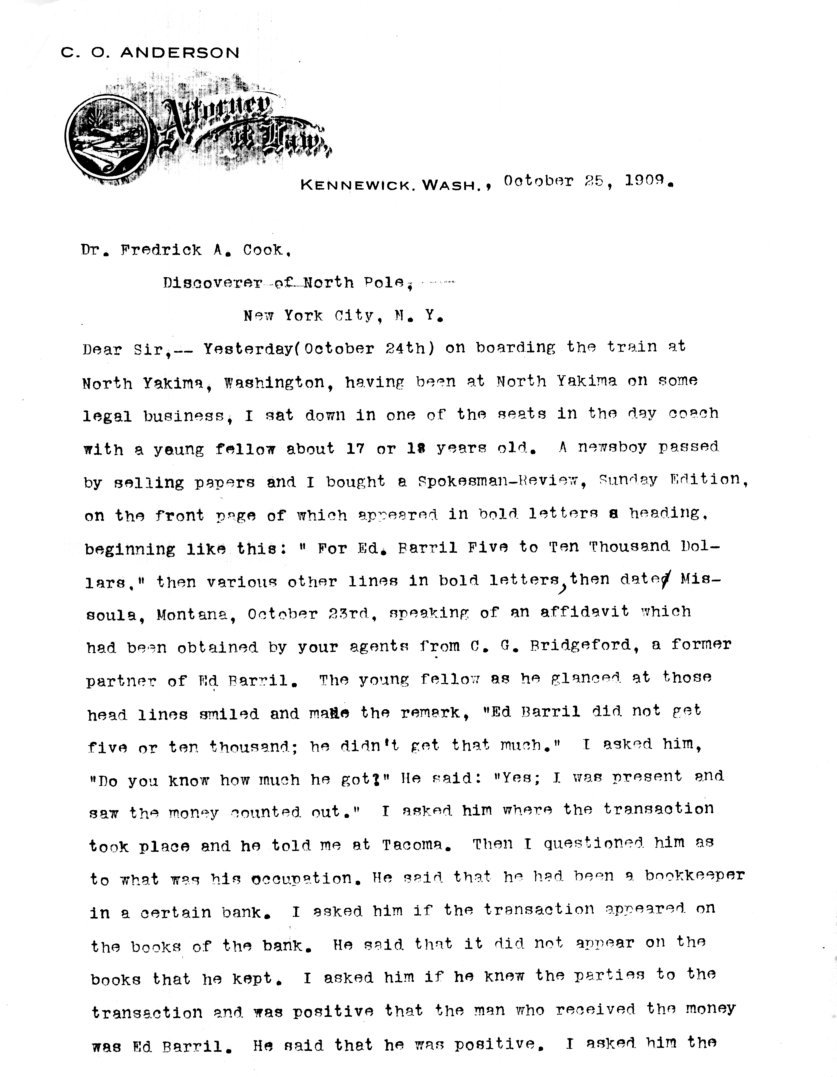 C. O. ANDERSON
Attorney
at Law,
KENNEWICK, WASH., October 25, 1909.
Dr. Fredrick A. Cook,
Discoverer of North Pole,
New York City, N. Y.
Dear Sir,-- Yesterday(October 24th) on boarding the train at
North Yakima, Washington, having been at North Yakima on some
legal business, I sat down in one of the seats in the day coach
with a young fellow about 17 or 18 years old. A newsboy passed
by selling papers and I bought a Spokesman-Review, Sunday Edition,
on the front page of which appeared in bold letters a heading,
beginning like this: " For Ed. Barril Five to Ten Thousand Dol-
lars," then various other lines in bold letters, then dated Mis-
soula, Montana, October 23rd, speaking of an affidavit which
had been obtained by your agents from C. G. Bridgeford, a former
partner of Ed Barril. The young fellow as he glanced at those
head lines smiled and made the remark, "Ed Barril did not get
five or ten thousand; he didn't get that much." I asked him,
"Do you know how much he got?" He said: "Yes; I was present and
saw the money counted out." I asked him where the transaction
took place and he told me at Tacoma. Then I questioned him as
to what was his occupation. He said that he had been a bookkeeper
in a certain bank. I asked him if the transaction appeared on
the books of the bank. He said that it did not appear on the
books that he kept. I asked him if he knew the parties to the
transaction and was positive that the man who received the money
was Ed Barril. He said that he was positive. I asked him the